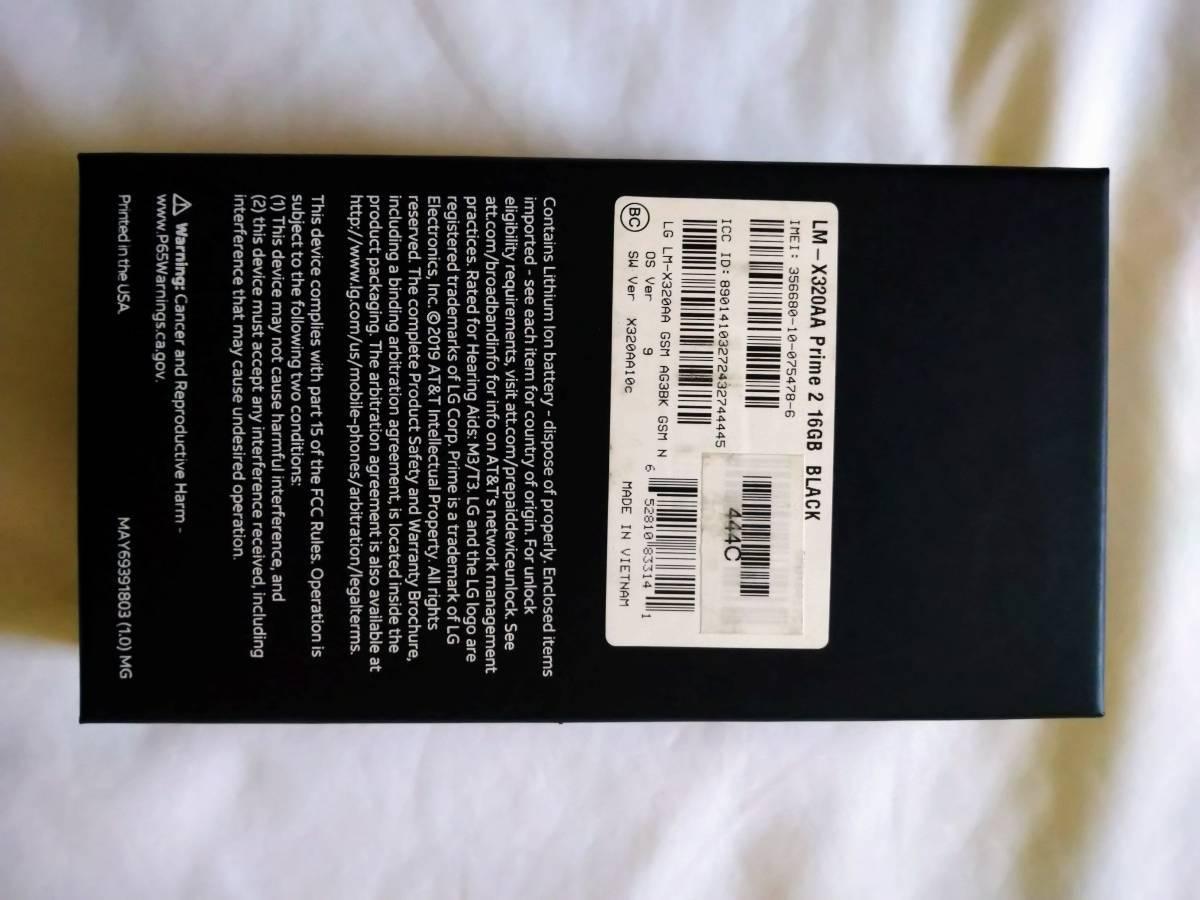 LM-X320AA Prime 2 16GB BLACK
IMEI: 356680-10-075478-6
ICC ID: 89014103272432744445
444C
LG LM-X320AA GSM AG3BK GSM N
6 52810 83314 1
OS Ver 9
SW Ver X320AA10c
MADE IN VIETNAM
BC
Contains Lithium Ion battery - dispose of properly. Enclosed items
imported - see each item for country of origin. For unlock
eligibility requirements, visit att.com/prepaiddeviceunlock. See
att.com/broadbandinfo for info on AT&T's network management
practices. Rated for Hearing Aids: M3/T3. LG and the LG logo are
registered trademarks of LG Corp. Prime is a trademark of LG
Electronics, Inc. © 2019 AT&T Intellectual Property. All rights
reserved. The complete Product Safety and Warranty Brochure,
including a binding arbitration agreement, is located inside the
product packaging. The arbitration agreement is also available at
http://www.lg.com/us/mobile-phones/arbitration/legalterms.
This device complies with part 15 of the FCC Rules. Operation is
subject to the following two conditions:
(1) This device may not cause harmful interference, and
(2) this device must accept any interference received, including
interference that may cause undesired operation.
⚠ Warning: Cancer and Reproductive Harm -
www.P65Warnings.ca.gov.
Printed in the USA
MAY69391803 (1.0) MG